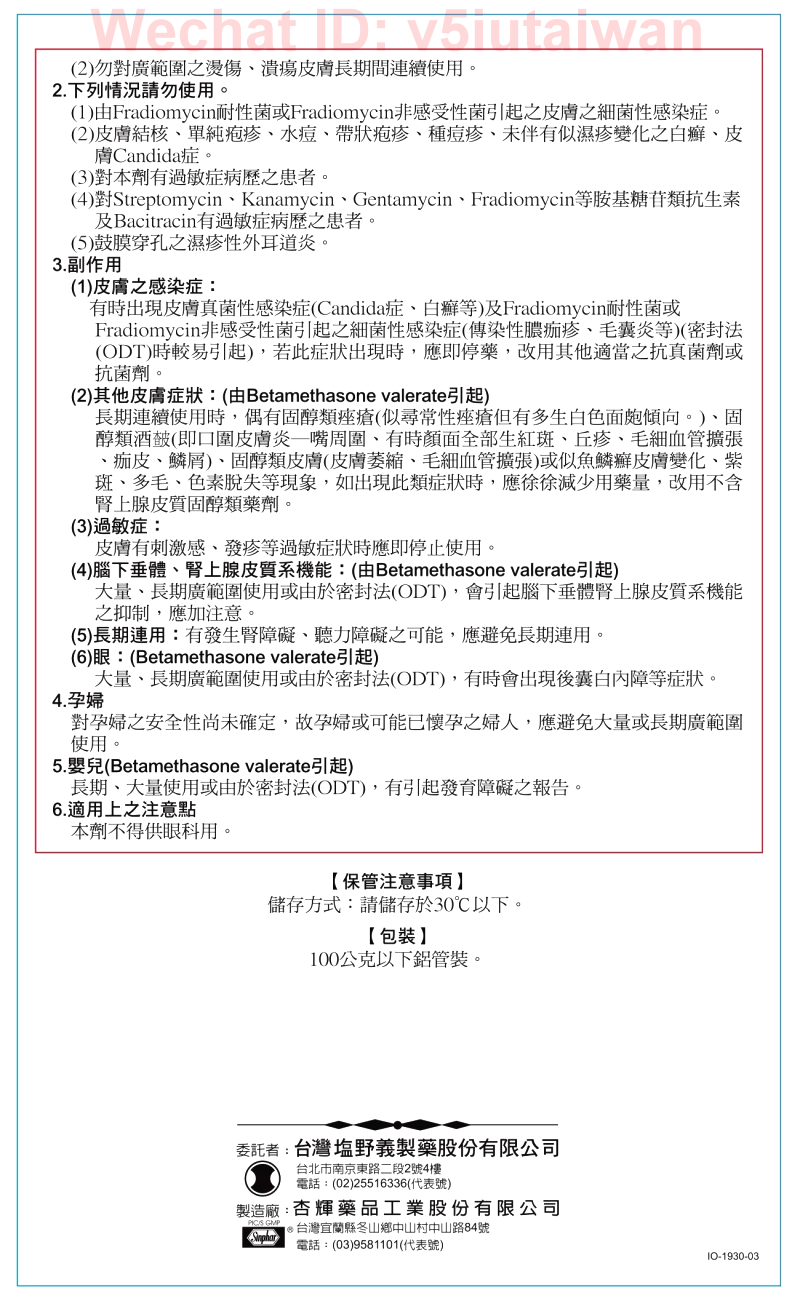 Wechat ID: v5jutaiwan
(2)勿對廣範圍之燙傷、潰瘍皮膚長期間連續使用。
2.下列情況請勿使用。
(1)由Fradiomycin耐性菌或Fradiomycin非感受性菌引起之皮膚之細菌性感染症。
(2)皮膚結核、單純疱疹、水痘、帶狀疱疹、種痘疹、未伴有似濕疹變化之白癬、皮
膚Candida症。
(3)對本劑有過敏症病歷之患者。
(4)對Streptomycin、Kanamycin、Gentamycin、Fradiomycin等胺基糖苷類抗生素
及Bacitracin有過敏症病歷之患者。
(5)鼓膜穿孔之濕疹性外耳道炎。
3.副作用
(1)皮膚之感染症：
有時出現皮膚真菌性感染症(Candida症、白癬等)及Fradiomycin耐性菌或
Fradiomycin非感受性菌引起之細菌性感染症(傳染性膿痂疹、毛囊炎等)(密封法
(ODT)時較易引起)，若此症狀出現時，應即停藥，改用其他適當之抗真菌劑或
抗菌劑。
(2)其他皮膚症狀：(由Betamethasone valerate引起)
長期連續使用時，偶有固醇類痤瘡(似尋常性痤瘡但有多生白色面皰傾向。)、固
醇類酒皶(即口圍皮膚炎─嘴周圍、有時顏面全部生紅斑、丘疹、毛細血管擴張
、痂皮、鱗屑)、固醇類皮膚(皮膚萎縮、毛細血管擴張)或似魚鱗癬皮膚變化、紫
斑、多毛、色素脫失等現象，如出現此類症狀時，應徐徐減少用藥量，改用不含
腎上腺皮質固醇類藥劑。
(3)過敏症：
皮膚有刺激感、發疹等過敏症狀時應即停止使用。
(4)腦下垂體、腎上腺皮質系機能：(由Betamethasone valerate引起)
大量、長期廣範圍使用或由於密封法(ODT)，會引起腦下垂體腎上腺皮質系機能
之抑制，應加注意。
(5)長期連用：有發生腎障礙、聽力障礙之可能，應避免長期連用。
(6)眼：(Betamethasone valerate引起)
大量、長期廣範圍使用或由於密封法(ODT)，有時會出現後囊白內障等症狀。
4.孕婦
對孕婦之安全性尚未確定，故孕婦或可能已懷孕之婦人，應避免大量或長期廣範圍
使用。
5.嬰兒(Betamethasone valerate引起)
長期、大量使用或由於密封法(ODT)，有引起發育障礙之報告。
6.適用上之注意點
本劑不得供眼科用。
【保管注意事項】
儲存方式：請儲存於30℃以下。
【包裝】
100公克以下鋁管裝。
委託者：台灣塩野義製藥股份有限公司
台北市南京東路二段2號4樓
電話：(02)25516336(代表號)
製造廠：杏輝藥品工業股份有限公司
PIC/S GMP
Sinphar ® 台灣宜蘭縣冬山鄉中山村中山路84號
電話：(03)9581101(代表號)
IO-1930-03